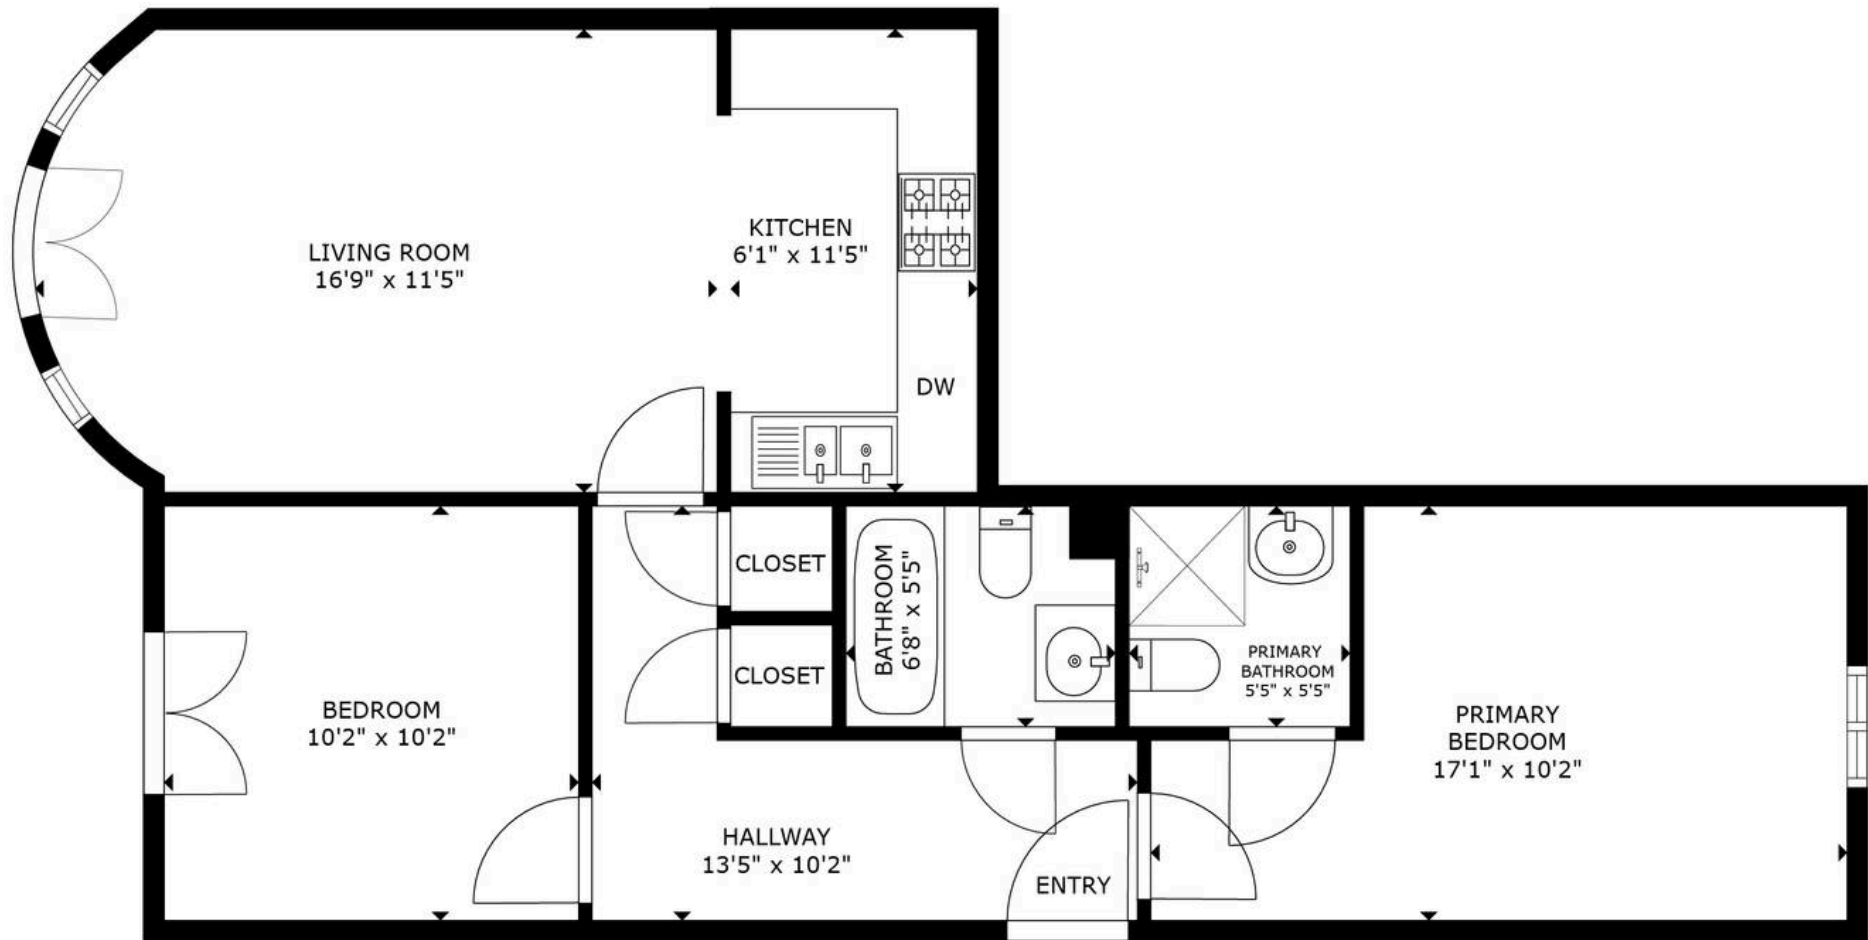 LIVING ROOM
16'9" x 11'5"
KITCHEN
6'1" x 11'5"
DW
CLOSET
CLOSET
BATHROOM
6'8" x 5'5"
PRIMARY
BATHROOM
5'5" x 5'5"
BEDROOM
10'2" x 10'2"
PRIMARY
BEDROOM
17'1" x 10'2"
HALLWAY
13'5" x 10'2"
ENTRY